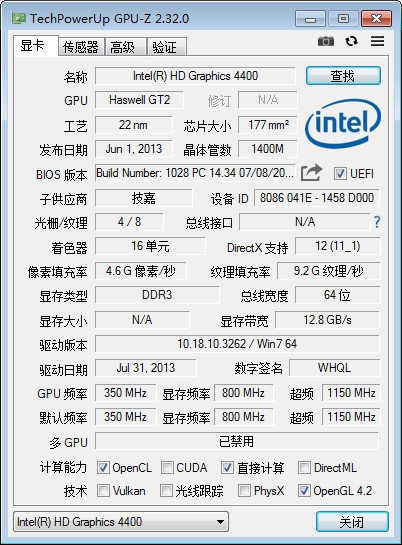 TechPowerUp GPU-Z 2.32.0
显卡 传感器 高级 验证
名称 Intel(R) HD Graphics 4400 查找
GPU Haswell GT2 修订 N/A
工艺 22 nm 芯片大小 177 mm²
发布日期 Jun 1, 2013 晶体管数 1400M
intel
BIOS 版本 Build Number: 1028 PC 14.34 07/08/20... UEFI
子供应商 技嘉 设备 ID 8086 041E - 1458 D000
光栅/纹理 4 / 8 总线接口 N/A ?
着色器 16 单元 DirectX 支持 12 (11_1)
像素填充率 4.6 G 像素/秒 纹理填充率 9.2 G 纹理/秒
显存类型 DDR3 总线宽度 64 位
显存大小 N/A 显存带宽 12.8 GB/s
驱动版本 10.18.10.3262 / Win7 64
驱动日期 Jul 31, 2013 数字签名 WHQL
GPU 频率 350 MHz 显存频率 800 MHz 超频 1150 MHz
默认频率 350 MHz 显存频率 800 MHz 超频 1150 MHz
多 GPU 已禁用
计算能力 OpenCL CUDA 直接计算 DirectML
技术 Vulkan 光线跟踪 PhysX OpenGL 4.2
Intel(R) HD Graphics 4400 关闭